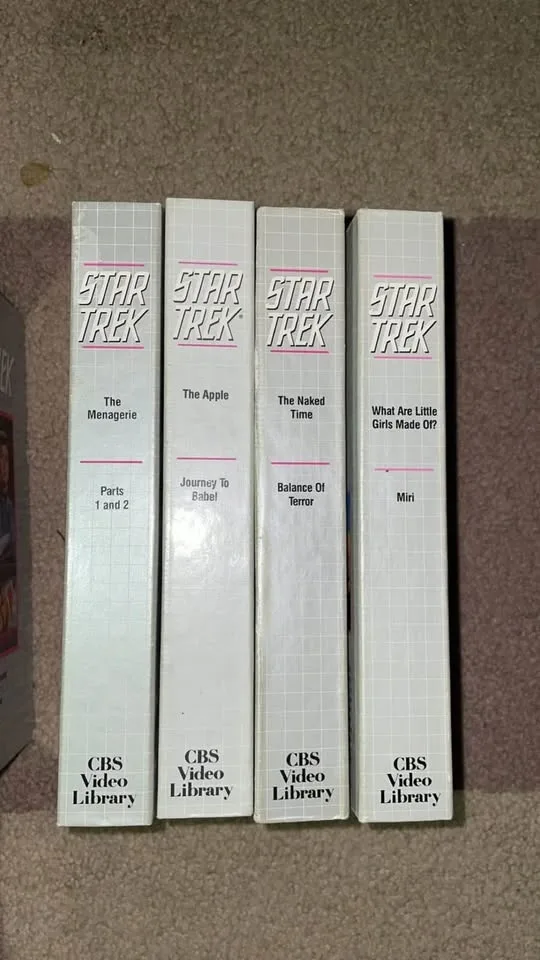 STAR
TREK
The
Menagerie
Parts
1 and 2
CBS
Video
Library
STAR
TREK®
The Apple
Journey To
Babel
CBS
Video
Library
STAR
TREK
The Naked
Time
Balance Of
Terror
CBS
Video
Library
STAR
TREK
What Are Little
Girls Made Of?
Miri
CBS
Video
Library